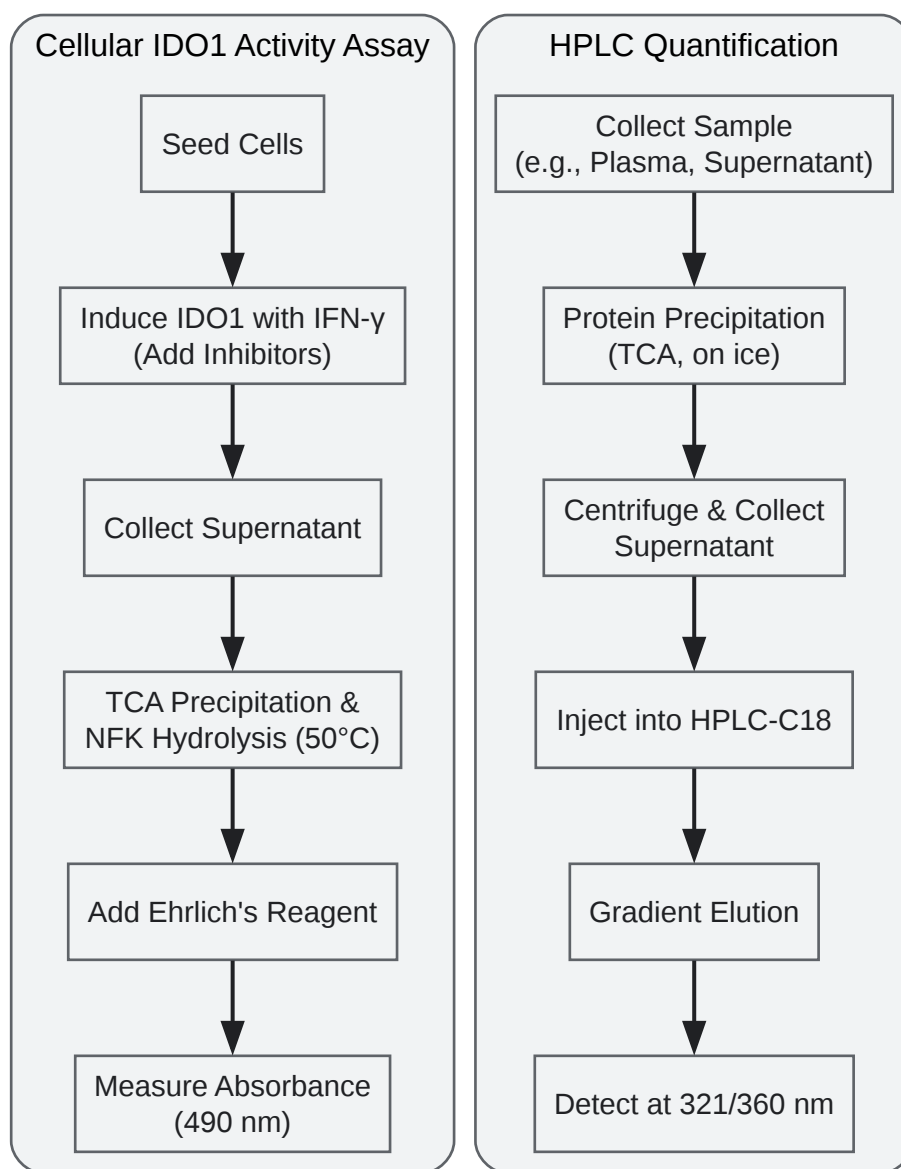 Cellular IDO1 Activity Assay
Seed Cells
Induce IDO1 with IFN-γ
(Add Inhibitors)
Collect Supernatant
TCA Precipitation &
NFK Hydrolysis (50°C)
Add Ehrlich's Reagent
Measure Absorbance
(490 nm)
HPLC Quantification
Collect Sample
(e.g., Plasma, Supernatant)
Protein Precipitation
(TCA, on ice)
Centrifuge & Collect
Supernatant
Inject into HPLC-C18
Gradient Elution
Detect at 321/360 nm